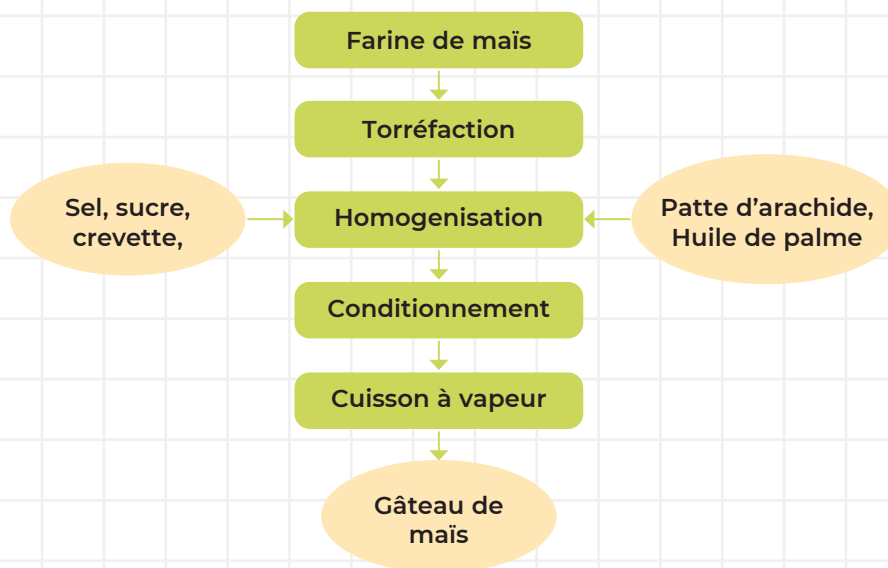 Farine de maïs
Torréfaction
Sel, sucre,
crevette,
Homogenisation
Patte d'arachide,
Huile de palme
Conditionnement
Cuisson à vapeur
Gâteau de
maïs